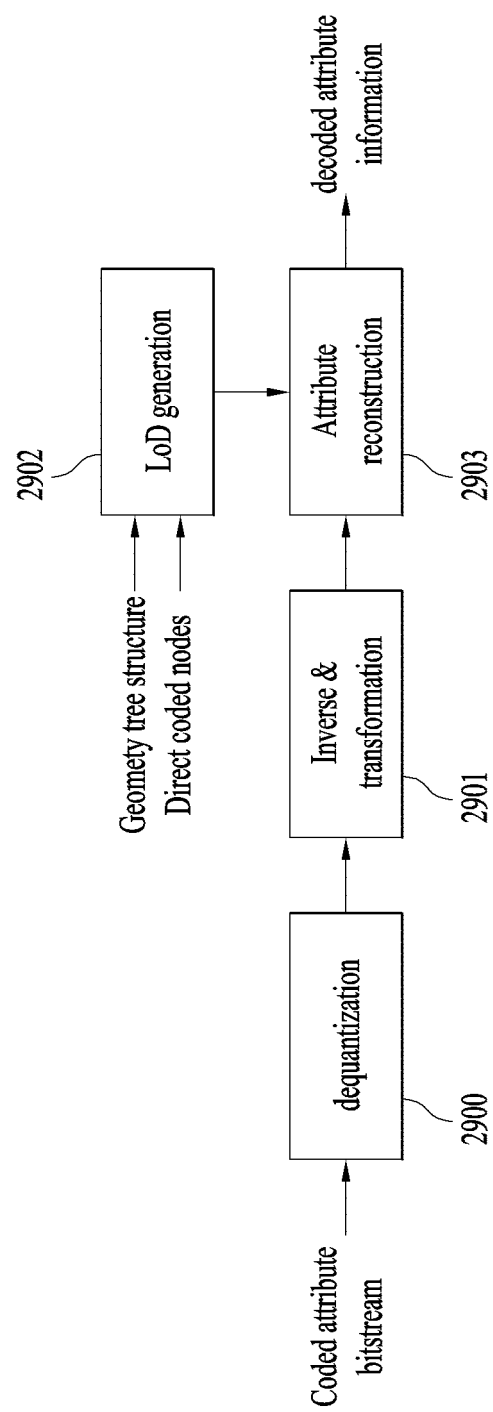 2902
LoD generation
Geomety tree structure
Direct coded nodes
decoded attribute
information
Attribute
reconstruction
2903
Inverse &
transformation
2901
dequantization
2900
Coded attribute
bitstream